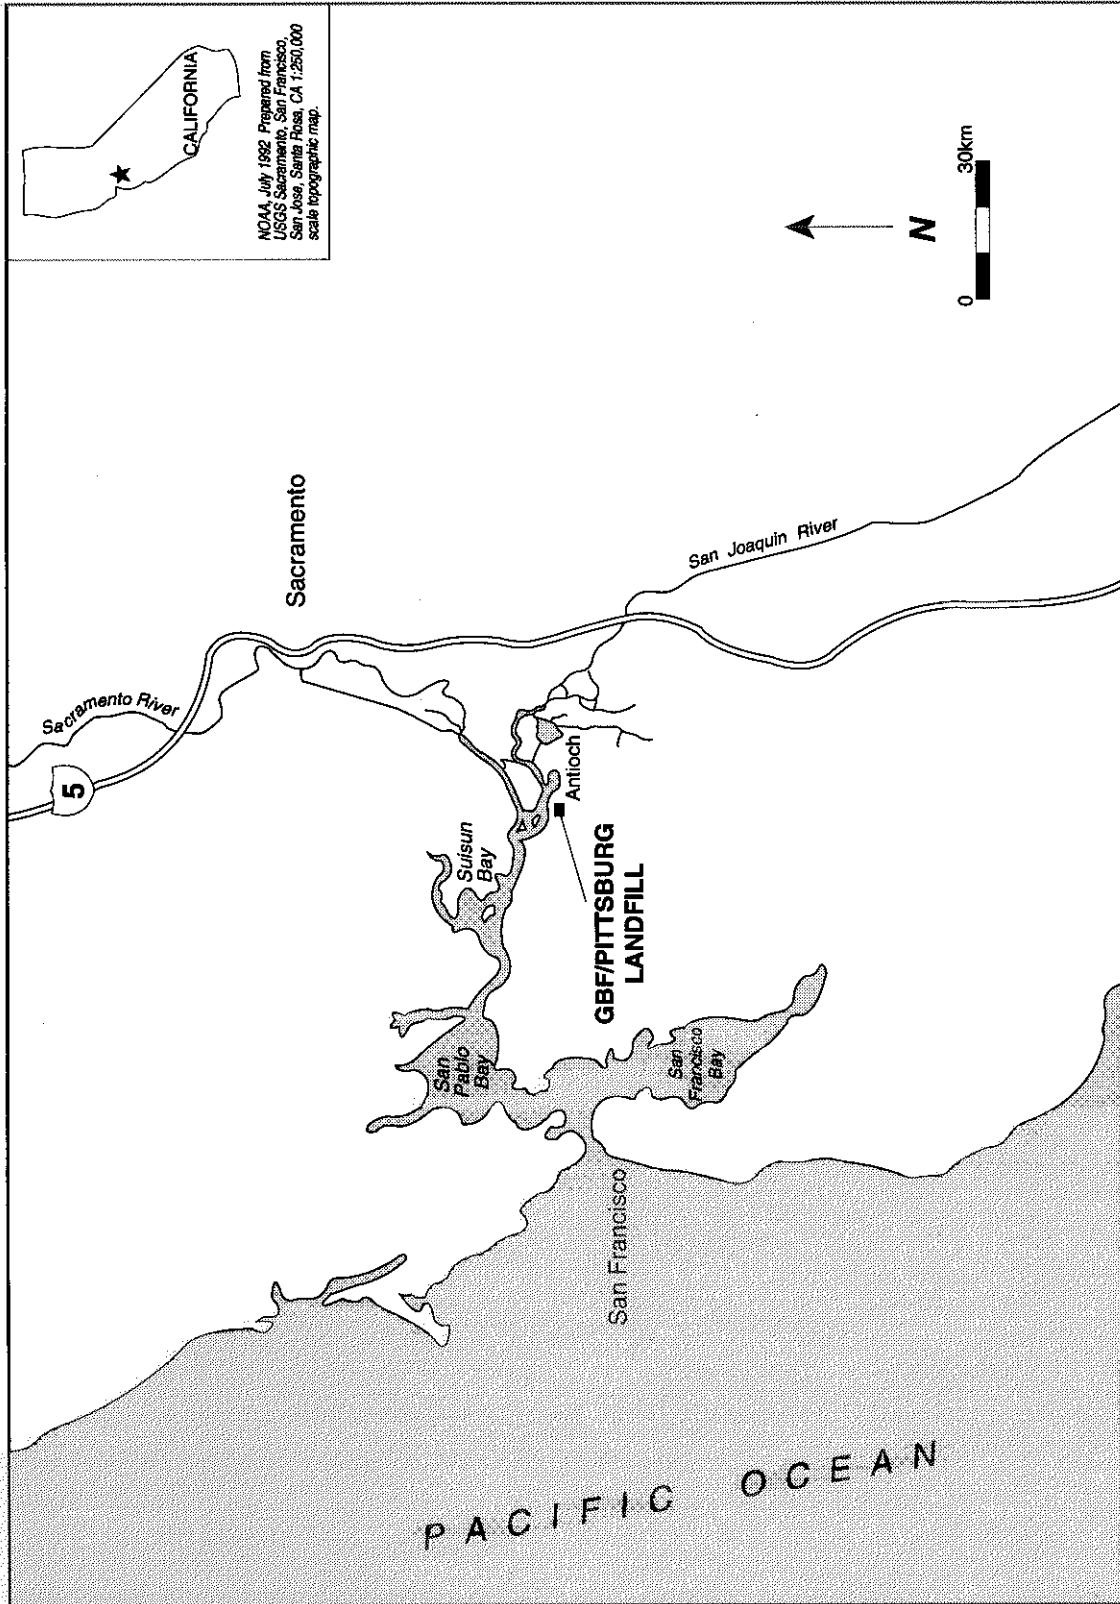 CALIFORNIA
NOAA, July 1992 Prepared from
USGS Sacramento, San Francisco,
San Jose, Santa Rosa, CA 1:250,000
scale topographic map.
Sacramento River
5
Sacramento
Suisun
Bay
San
Pablo
Bay
Antioch
GBF/PITTSBURG
LANDFILL
San Joaquin River
San
Francisco
Bay
San Francisco
PACIFIC OCEAN
N
0 30km